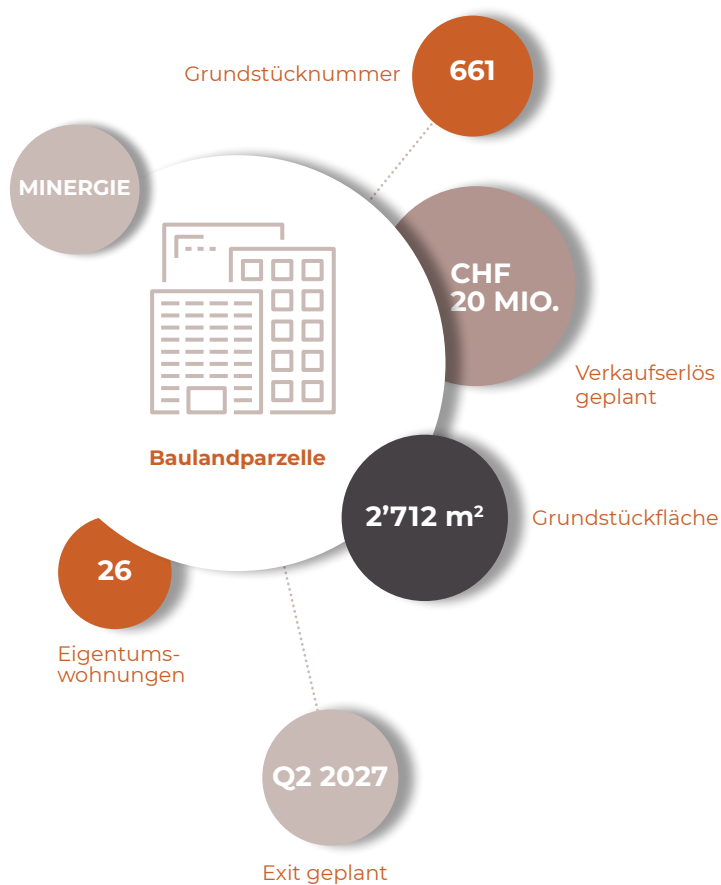 Grundstücknummer
661
MINERGIE
CHF
20 MIO.
Verkaufserlös
geplant
Baulandparzelle
2’712 m²
Grundstückfläche
26
Eigentums-
wohnungen
Q2 2027
Exit geplant